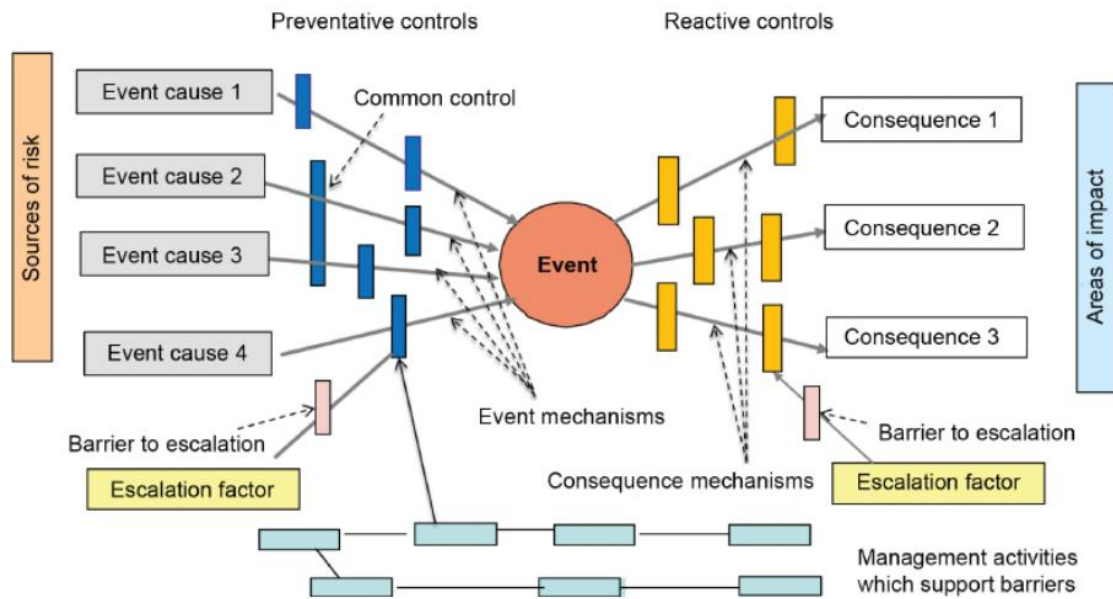 Preventative controls
Reactive controls
Sources of risk
Event cause 1
Common control
Consequence 1
Event cause 2
Consequence 2
Event cause 3
Event
Areas of impact
Event cause 4
Consequence 3
Event mechanisms
Barrier to escalation
Barrier to escalation
Consequence mechanisms
Escalation factor
Escalation factor
Management activities
which support barriers